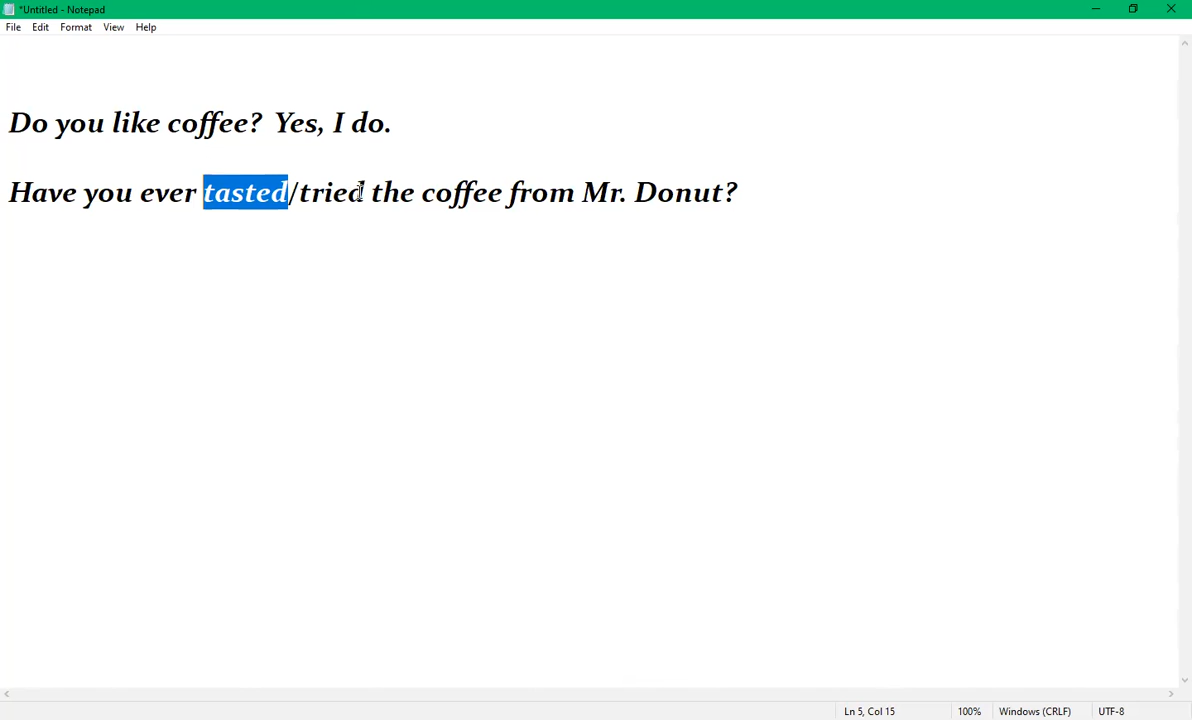 *Untitled - Notepad
File Edit Format View Help
Do you like coffee?  Yes, I do.
Have you ever tasted/tried the coffee from Mr. Donut?
Ln 5, Col 15 100% Windows (CRLF) UTF-8